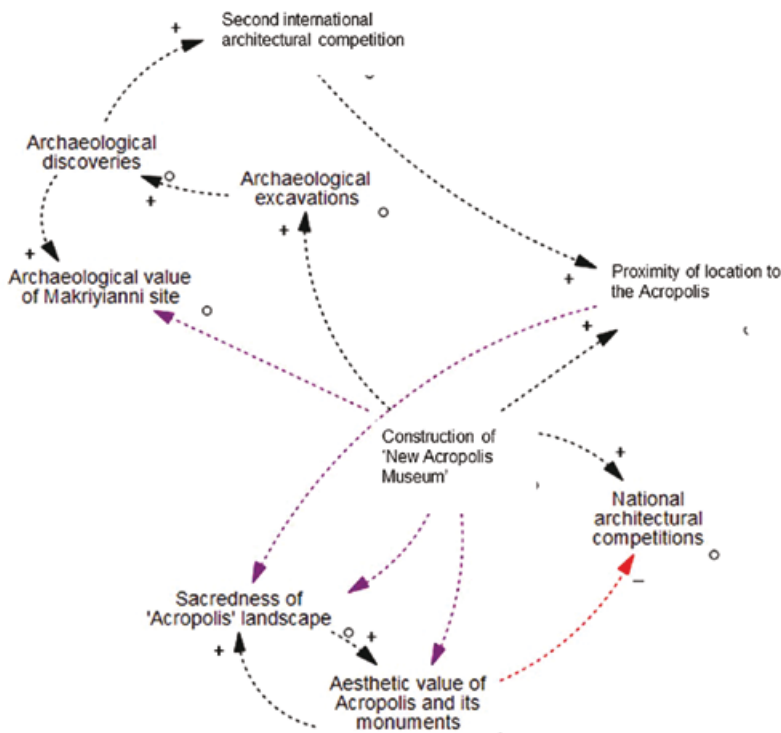 Second international
architectural competition
+
Archaeological
discoveries
Archaeological
excavations
+
+
+
Archaeological value
of Makriyianni site
Proximity of location to
the Acropolis
+
+
Construction of
'New Acropolis
Museum'
+
National
architectural
competitions
–
Sacredness of
'Acropolis' landscape
+
+
Aesthetic value of
Acropolis and its
monuments